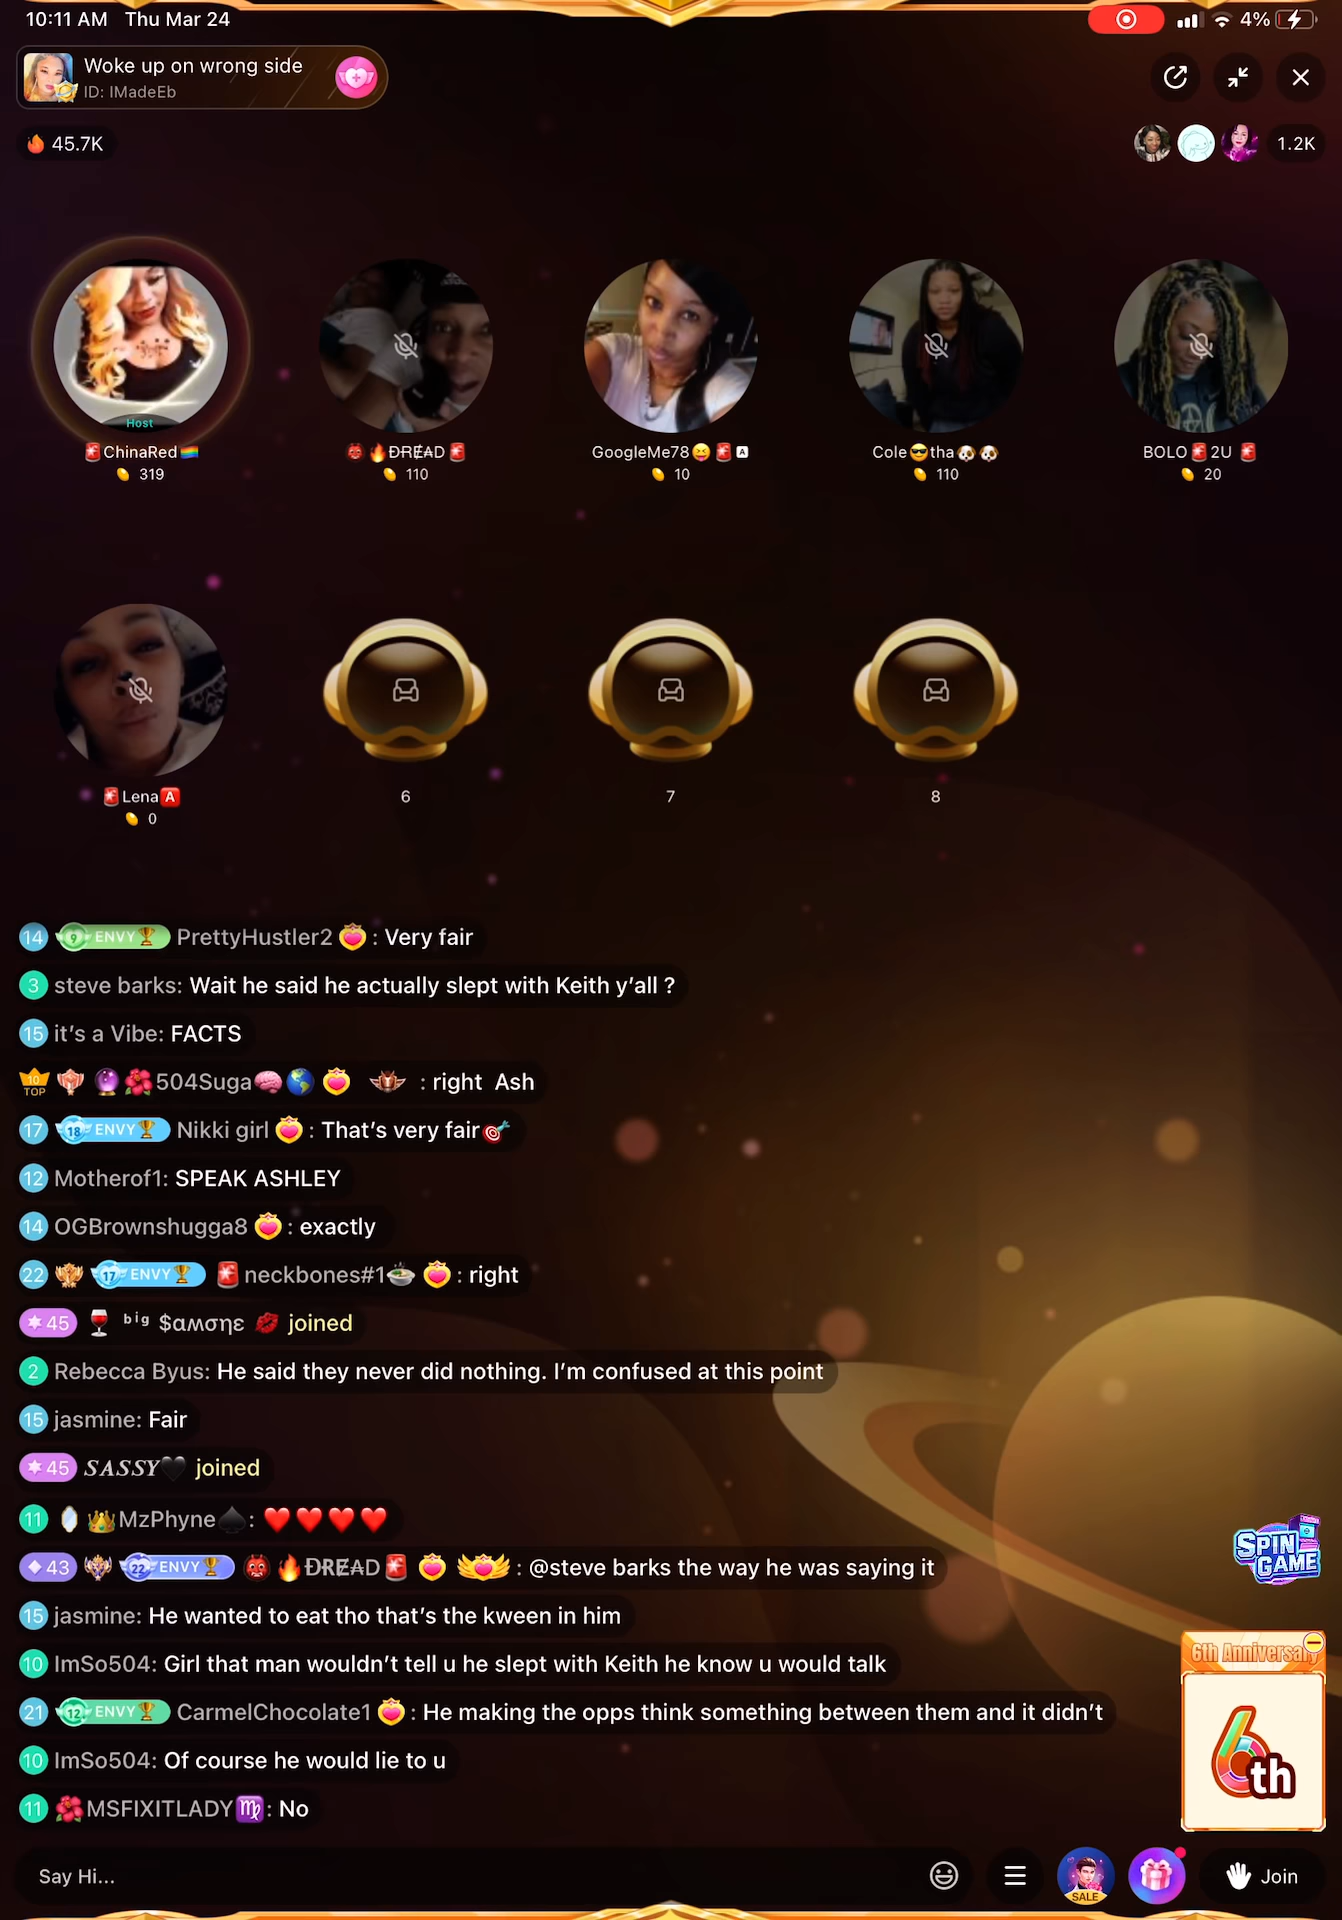 10:11 AM Thu Mar 24
4%
Woke up on wrong side
ID: IMadeEb
45.7K
1.2K
Host
🚨ChinaRed🏳️‍🌈
319
👹🔥ĐɌɆ₳D🚨
110
GoogleMe78😝🚨🅰
10
Cole😎tha🐶🐶
110
BOLO🚨2U 🚨
20
🚨Lena🅰
0
6
7
8
14 9 ENVY🏆 PrettyHustler2 : Very fair
3 steve barks: Wait he said he actually slept with Keith y’all ?
15 it’s a Vibe: FACTS
10 TOP 🔮🌺504Suga🧠🌎 : right Ash
17 18 ENVY🏆 Nikki girl : That’s very fair🎯
12 Motherof1: SPEAK ASHLEY
14 OGBrownshugga8 : exactly
22 17 ENVY🏆 🚨neckbones#1🍲 : right
45 🍷 ᵇⁱᵍ $αмσηε 💋 joined
2 Rebecca Byus: He said they never did nothing. I’m confused at this point
15 jasmine: Fair
45 𝑺𝑨𝑺𝑺𝒀🖤 joined
11 🪞👑MzPhyne♠️: ❤️❤️❤️❤️
43 22 ENVY🏆 👹🔥ĐɌɆ₳D🚨 : @steve barks the way he was saying it
15 jasmine: He wanted to eat tho that’s the kween in him
10 ImSo504: Girl that man wouldn’t tell u he slept with Keith he know u would talk
21 12 ENVY🏆 CarmelChocolate1 : He making the opps think something between them and it didn’t
10 ImSo504: Of course he would lie to u
11 🌺MSFIXITLADY♍: No
SPIN
GAME
6th Anniversary
6th
Say Hi...
SALE
Join